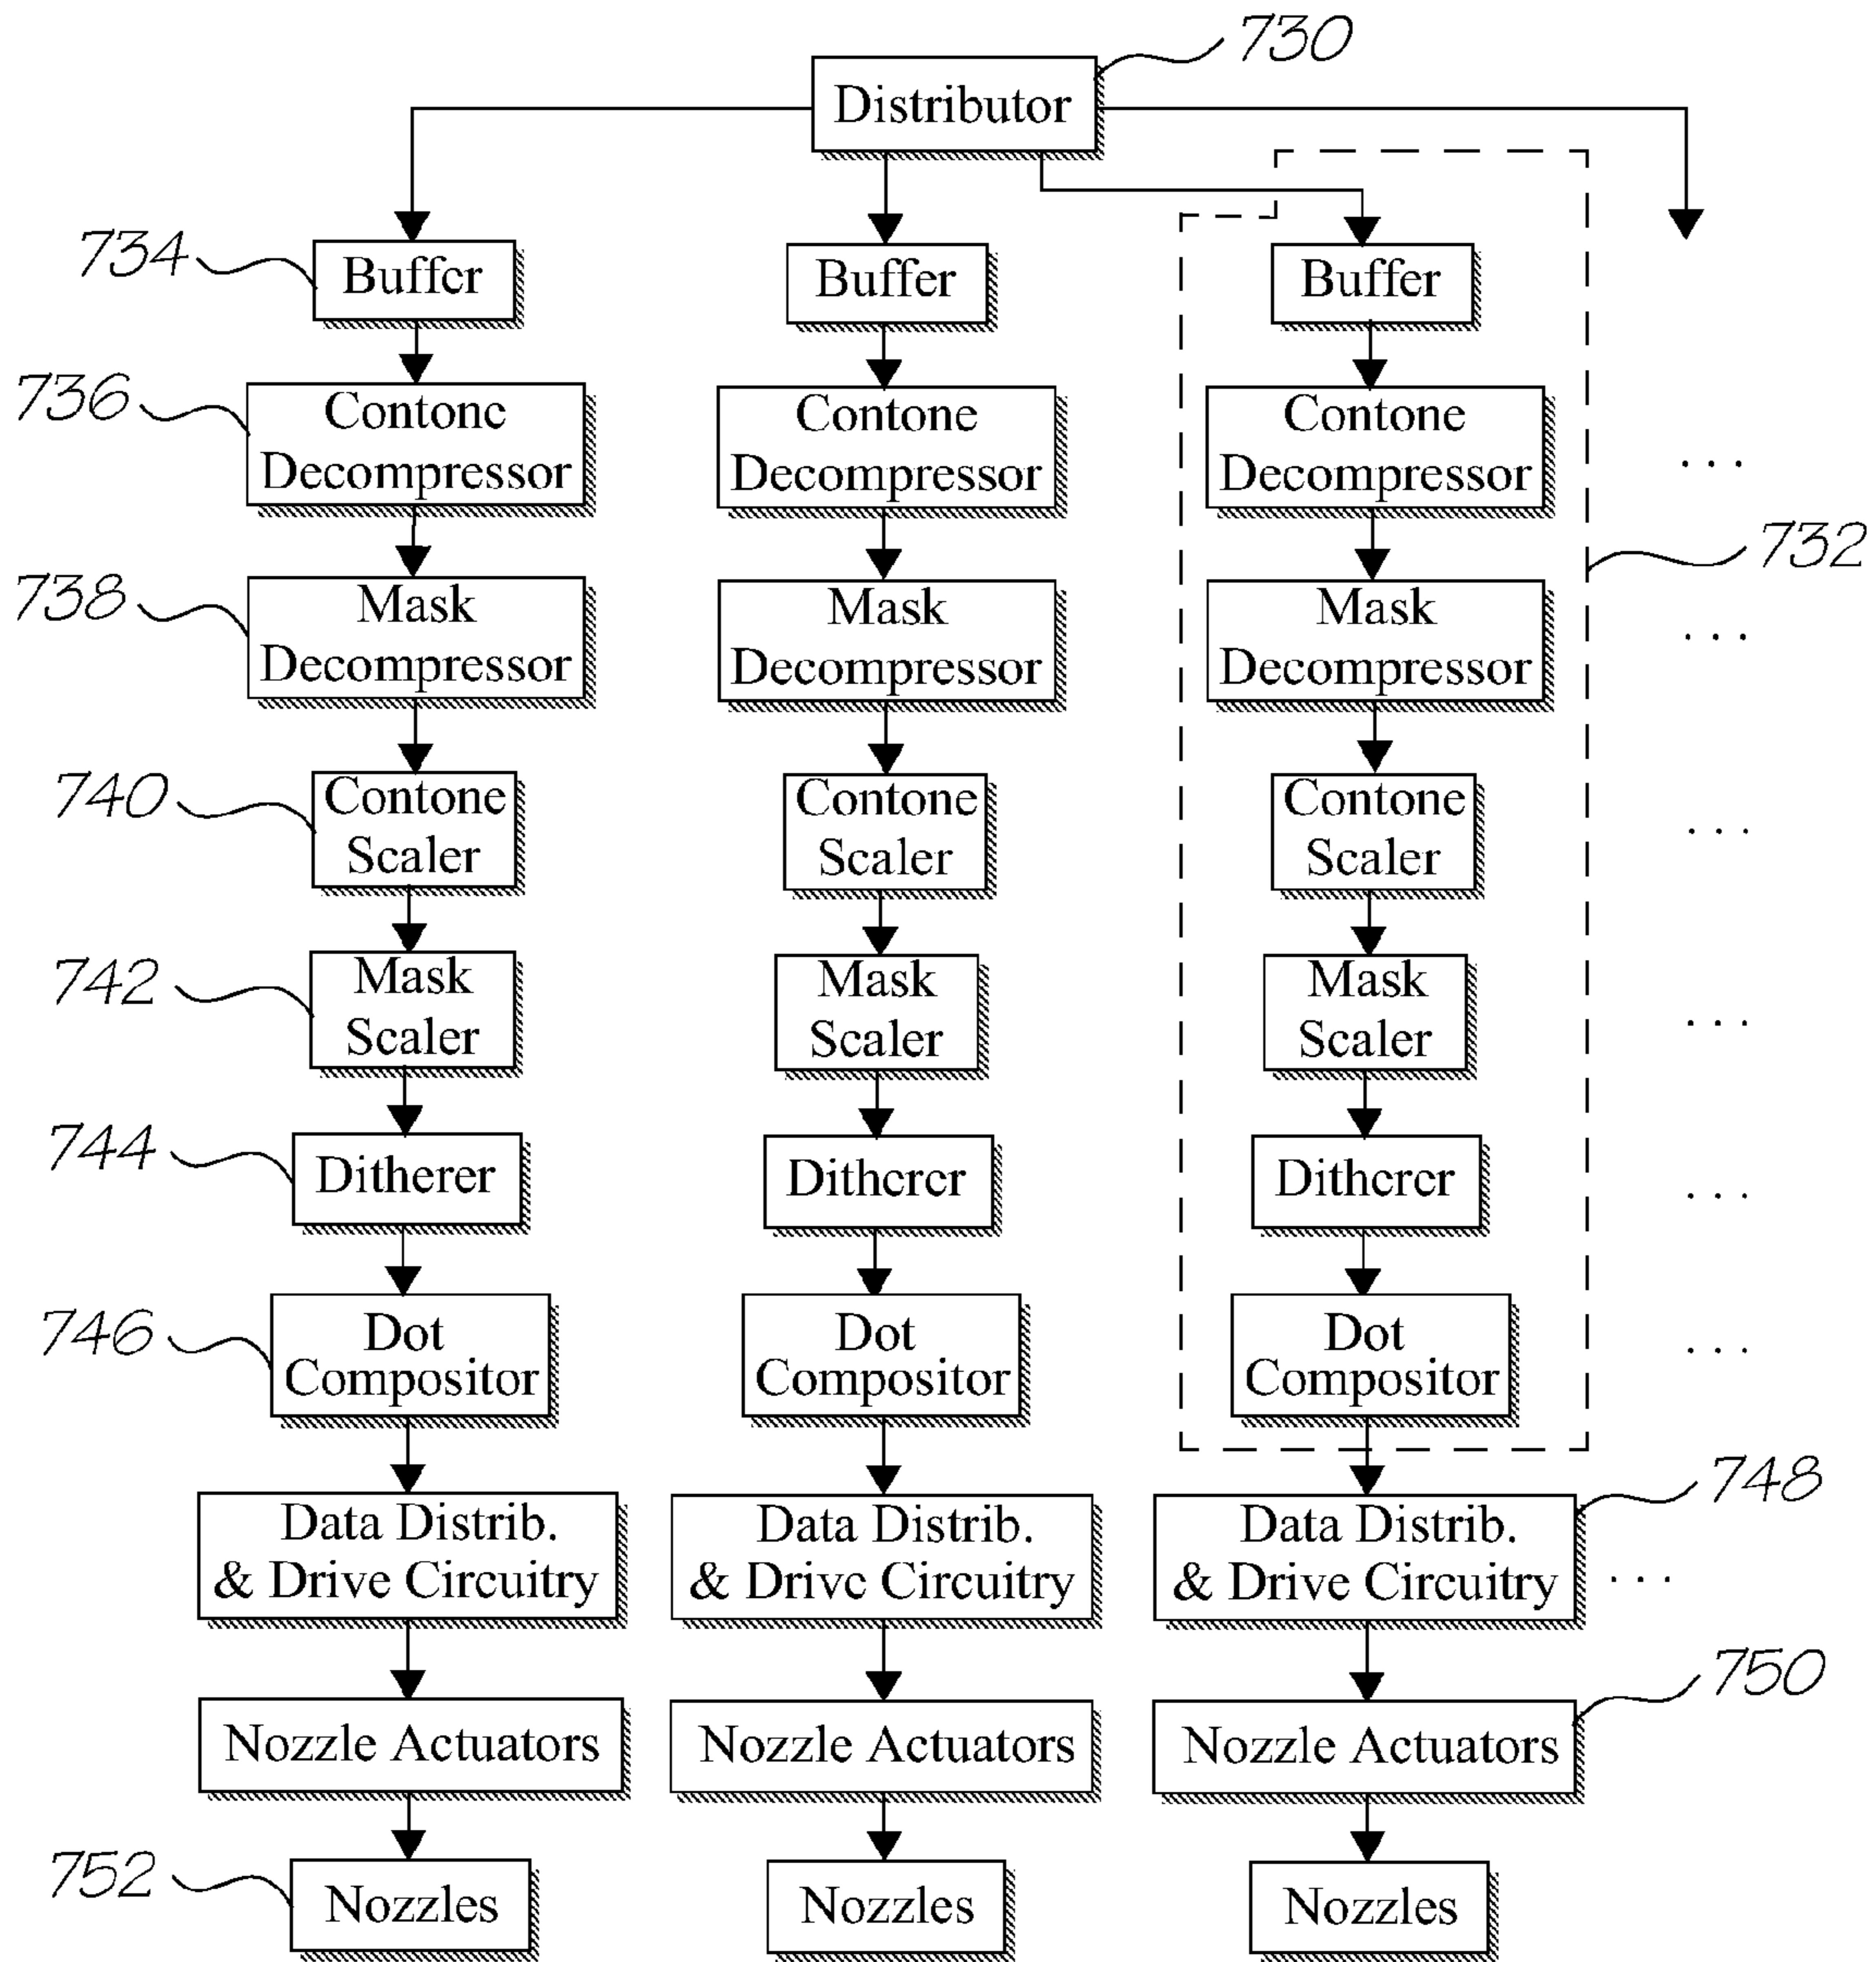 730
Distributor
734
Buffer
Buffer
Buffer
736
Contone
Decompressor
Contone
Decompressor
Contone
Decompressor
...
732
738
Mask
Decompressor
Mask
Decompressor
Mask
Decompressor
...
740
Contone
Scaler
Contone
Scaler
Contone
Scaler
...
742
Mask
Scaler
Mask
Scaler
Mask
Scaler
...
744
Ditherer
Ditherer
Ditherer
...
746
Dot
Compositor
Dot
Compositor
Dot
Compositor
...
748
Data Distrib.
& Drive Circuitry
Data Distrib.
& Drive Circuitry
Data Distrib.
& Drive Circuitry
...
750
Nozzle Actuators
Nozzle Actuators
Nozzle Actuators
752
Nozzles
Nozzles
Nozzles